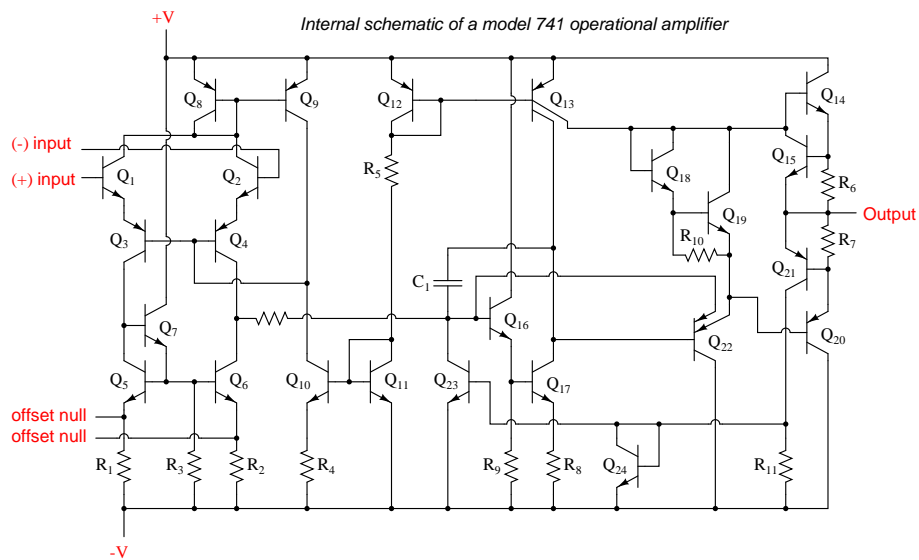 Internal schematic of a model 741 operational amplifier
+V
Q8
Q9
Q12
Q13
Q14
(-) input
(+) input
Q1
Q2
R5
Q15
Q18
R6
Q19
Output
Q3
Q4
R10
R7
Q21
C1
Q7
Q16
Q22
Q20
Q5
Q6
Q10
Q11
Q23
Q17
offset null
offset null
R1
R3
R2
R4
R9
R8
Q24
R11
-V